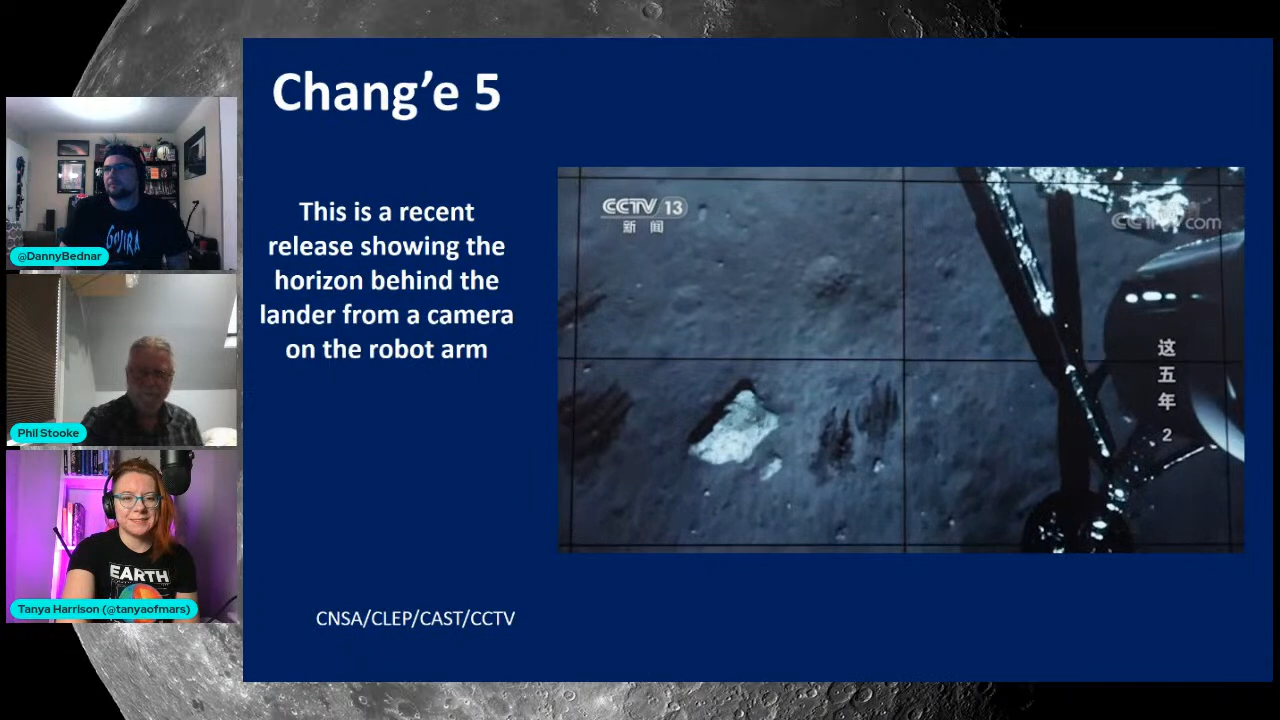 Chang’e 5
This is a recent
release showing the
horizon behind the
lander from a camera
on the robot arm
CNSA/CLEP/CAST/CCTV
CCTV 13
新 闻
CCTV com
这
五
年
2
@DannyBednar
GOJIRA
Phil Stooke
EARTH
Tanya Harrison (@tanyaofmars)